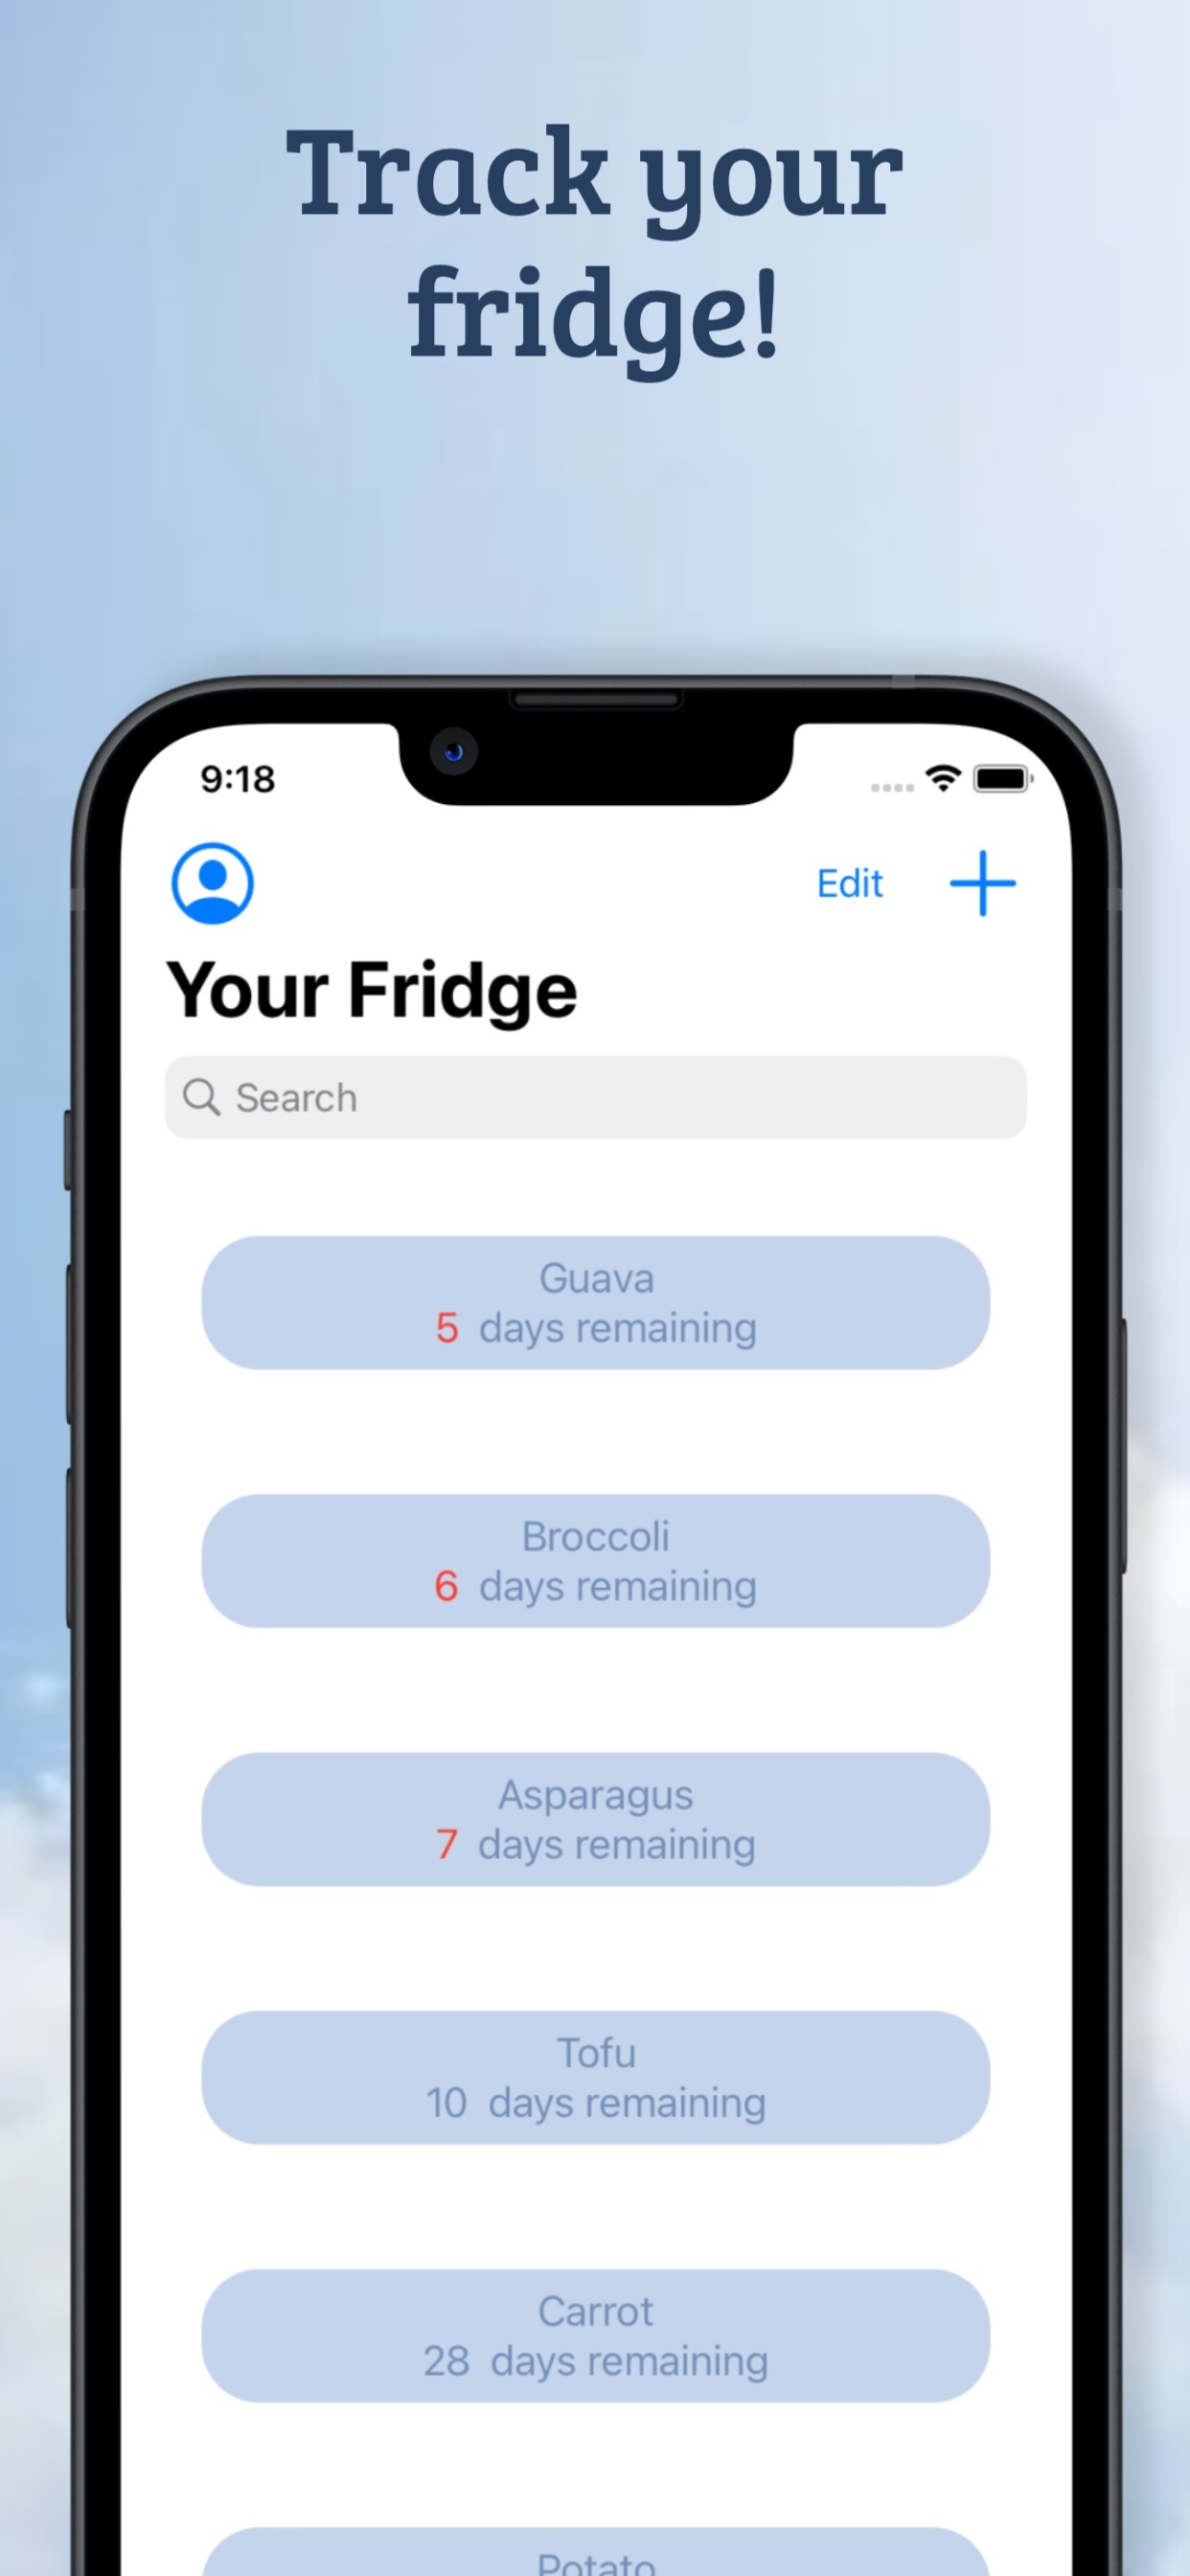 Track your
fridge!
9:18
Edit
Your Fridge
Search
Guava
5 days remaining
Broccoli
6 days remaining
Asparagus
7 days remaining
Tofu
10 days remaining
Carrot
28 days remaining
Potato